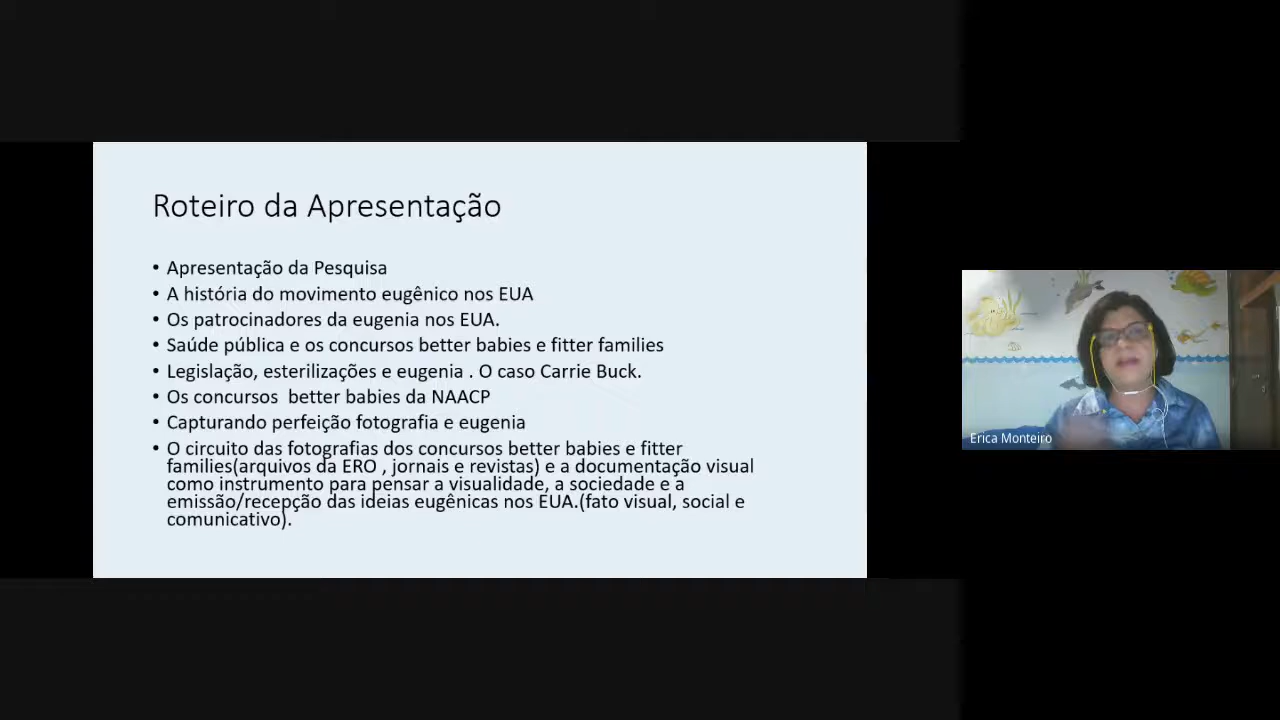 Roteiro da Apresentação
• Apresentação da Pesquisa
• A história do movimento eugênico nos EUA
• Os patrocinadores da eugenia nos EUA.
• Saúde pública e os concursos better babies e fitter families
• Legislação, esterilizações e eugenia . O caso Carrie Buck.
• Os concursos  better babies da NAACP
• Capturando perfeição fotografia e eugenia
• O circuito das fotografias dos concursos better babies e fitter
families(arquivos da ERO , jornais e revistas) e a documentação visual
como instrumento para pensar a visualidade, a sociedade e a
emissão/recepção das ideias eugênicas nos EUA.(fato visual, social e
comunicativo).
Erica Monteiro